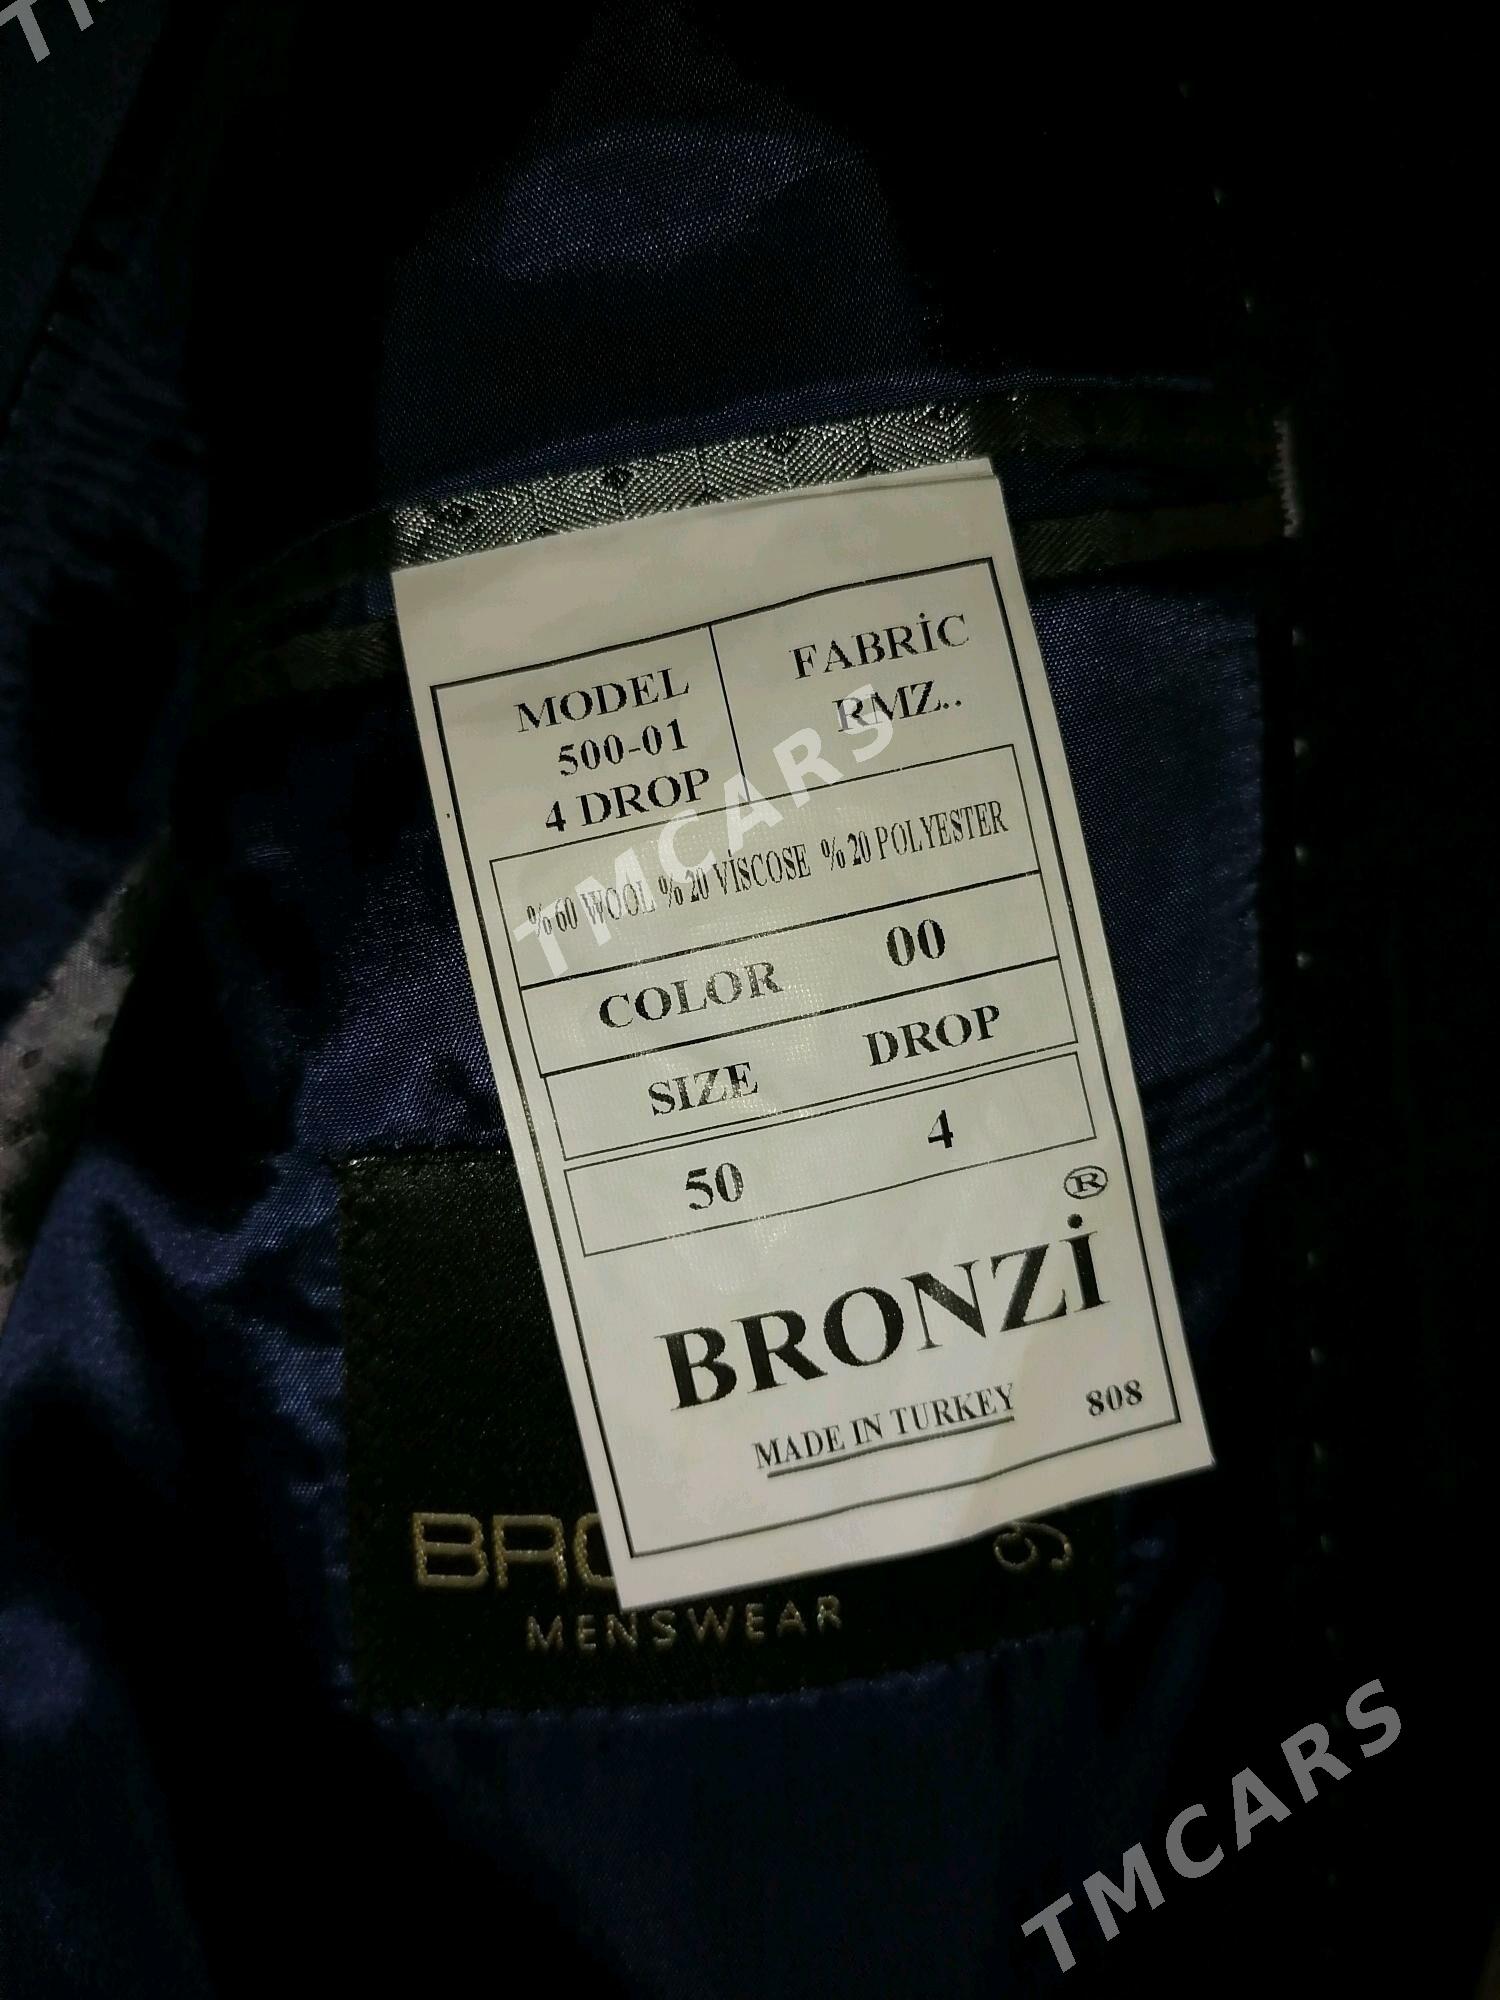 MODEL
500-01
4 DROP
FABRİC
RMZ..
% 60 WOOL % 20 VİSCOSE % 20 POLYESTER
COLOR 00
SIZE DROP
50 4
®
BRONZİ
MADE IN TURKEY 808
MENSWEAR
TMCARS
TMCARS